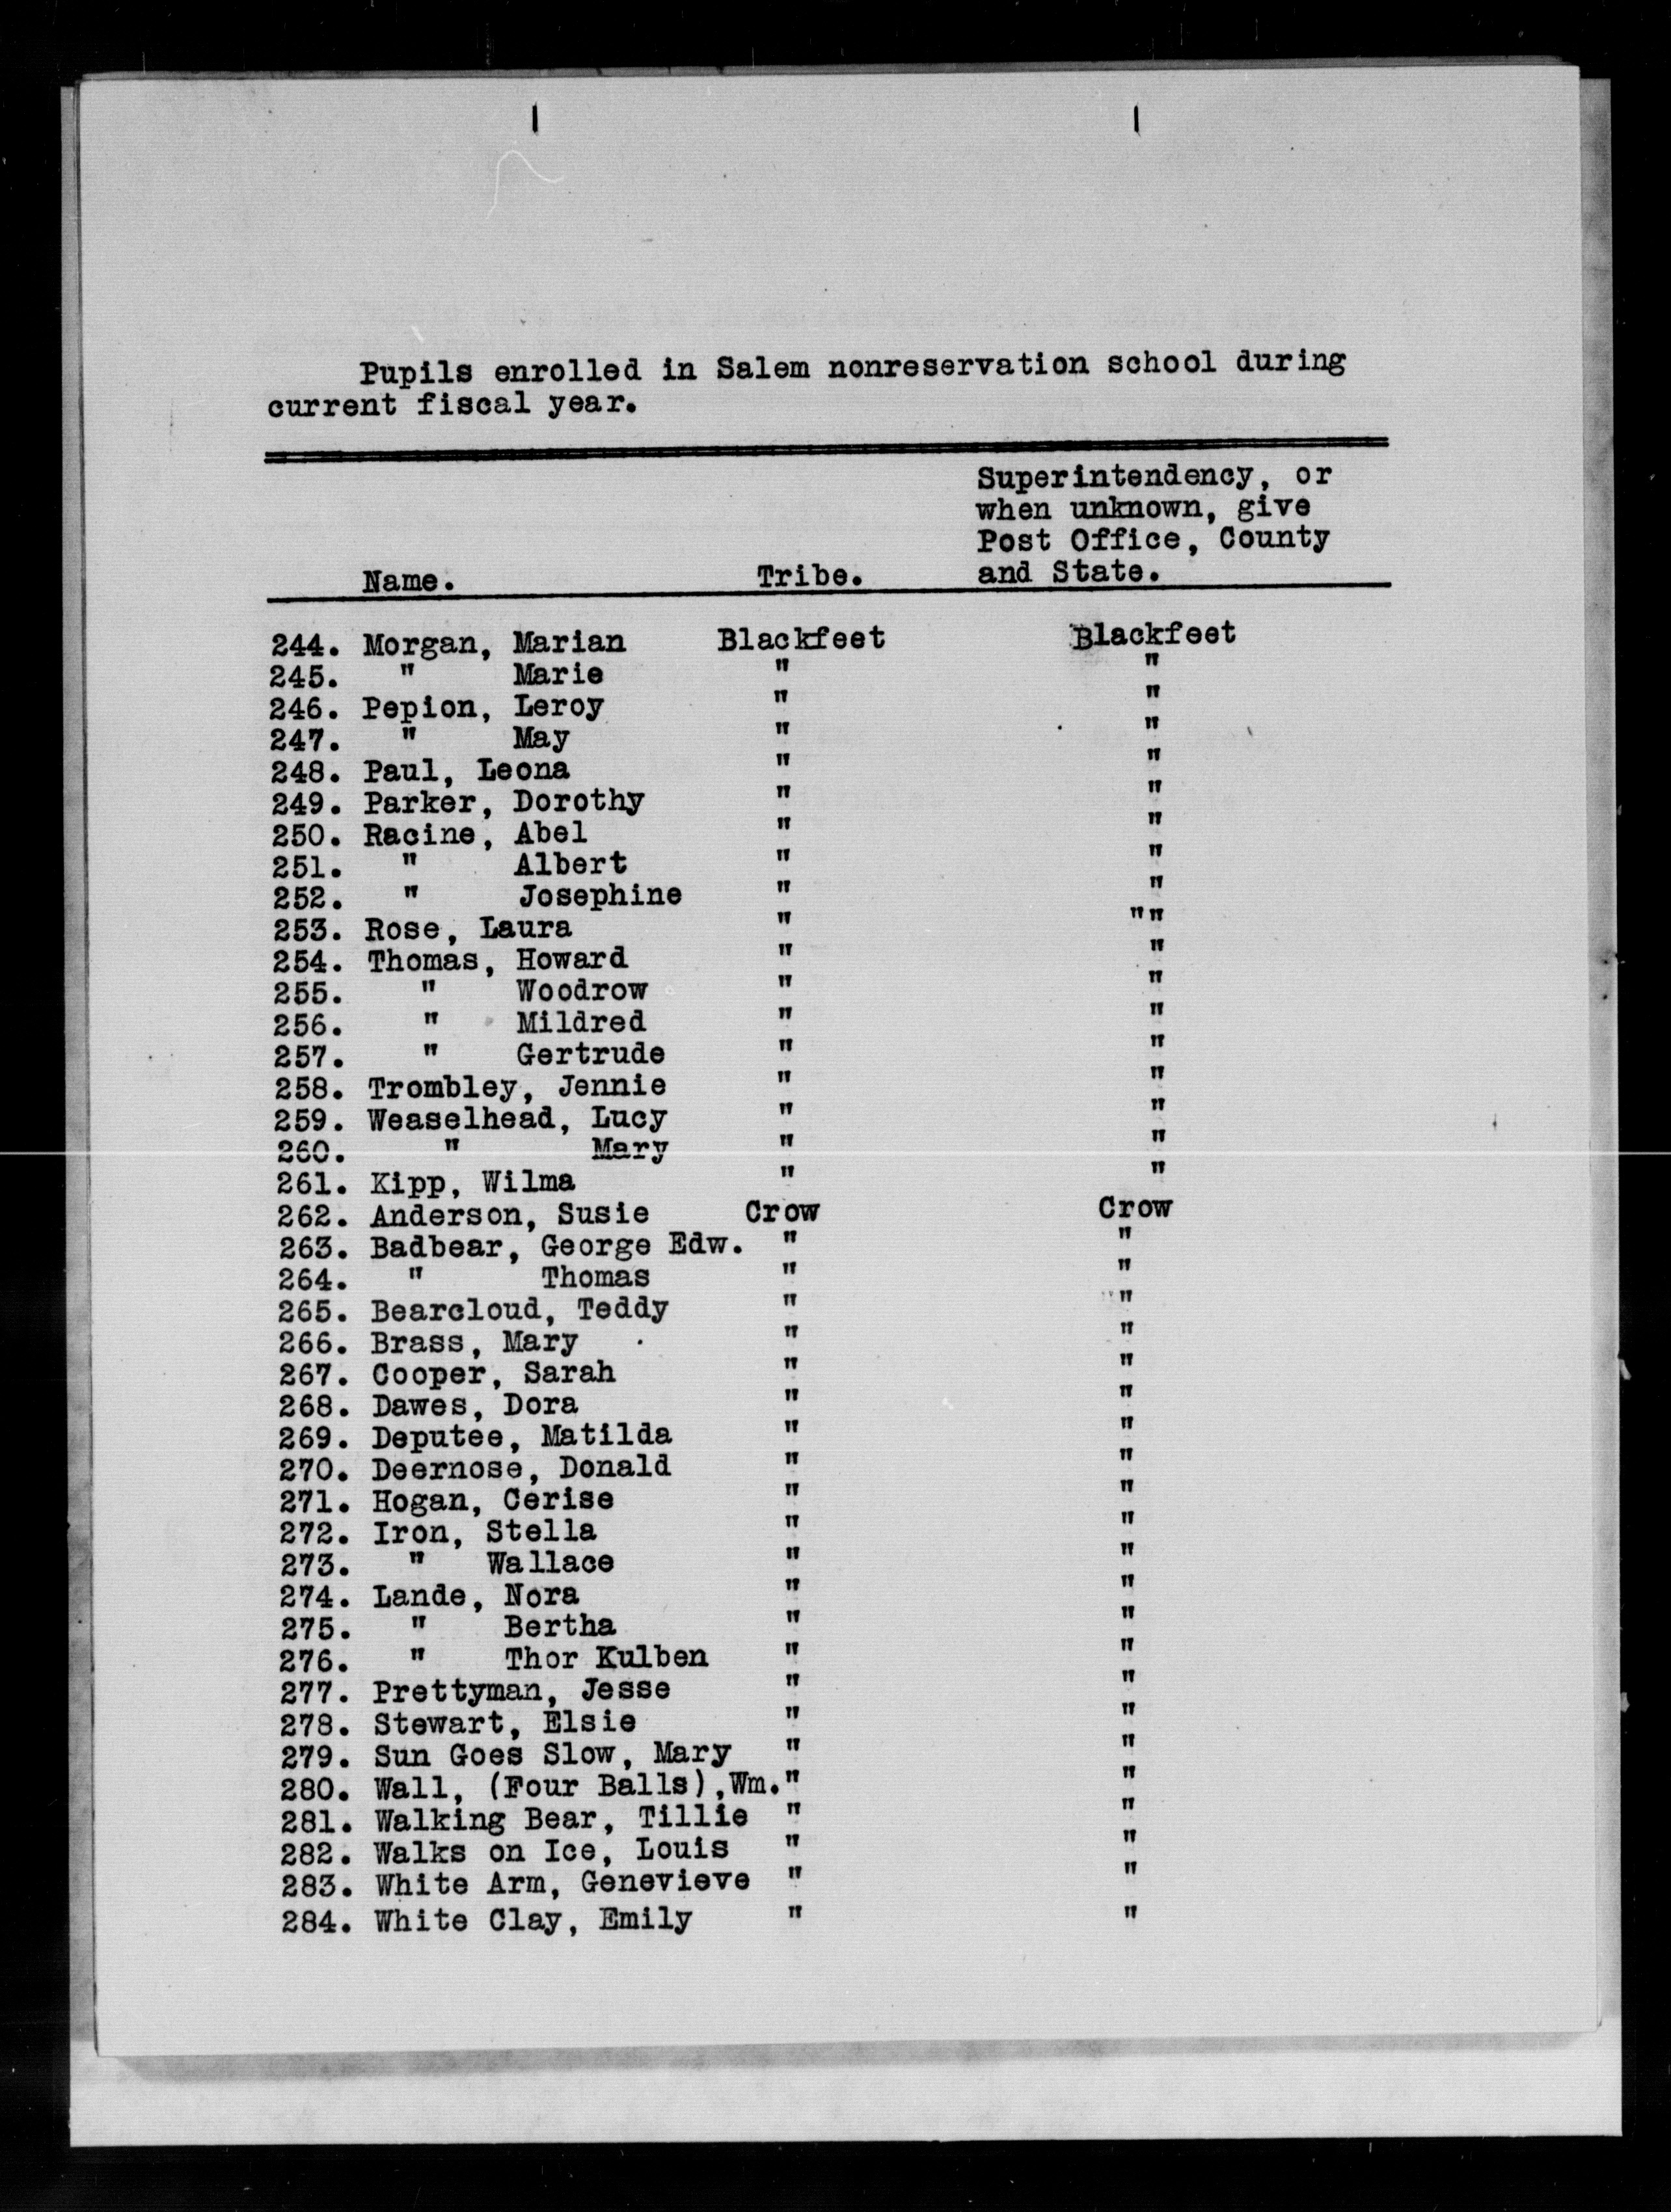 Pupils enrolled in Salem nonreservation school during
current fiscal year.
Superintendency, or
when unknown, give
Post Office, County
Name. Tribe. and State.
244. Morgan, Marian Blackfeet Blackfeet
245. " Marie " "
246. Pepion, Leroy " "
247. " May " "
248. Paul, Leona " "
249. Parker, Dorothy " "
250. Racine, Abel " "
251. " Albert " "
252. " Josephine " "
253. Rose, Laura " ""
254. Thomas, Howard " "
255. " Woodrow " "
256. " Mildred " "
257. " Gertrude " "
258. Trombley, Jennie " "
259. Weaselhead, Lucy " "
260. " Mary " "
261. Kipp, Wilma " "
262. Anderson, Susie Crow Crow
263. Badbear, George Edw. " "
264. " Thomas " "
265. Bearcloud, Teddy " "
266. Brass, Mary " "
267. Cooper, Sarah " "
268. Dawes, Dora " "
269. Deputee, Matilda " "
270. Deernose, Donald " "
271. Hogan, Cerise " "
272. Iron, Stella " "
273. " Wallace " "
274. Lande, Nora " "
275. " Bertha " "
276. " Thor Kulben " "
277. Prettyman, Jesse " "
278. Stewart, Elsie " "
279. Sun Goes Slow, Mary " "
280. Wall, (Four Balls),Wm." "
281. Walking Bear, Tillie " "
282. Walks on Ice, Louis " "
283. White Arm, Genevieve " "
284. White Clay, Emily " "